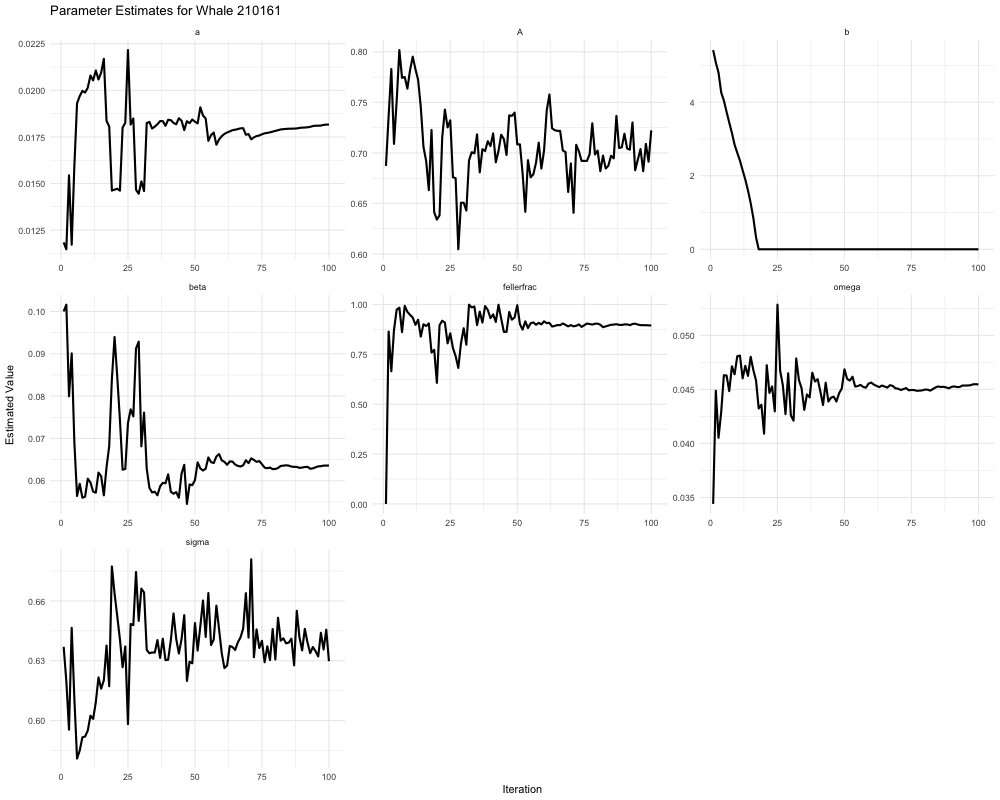 Parameter Estimates for Whale 210161
a
0.0225
0.0200
0.0175
0.0150
0.0125
0 25 50 75 100
A
0.80
0.75
0.70
0.65
0.60
0 25 50 75 100
b
4
2
0
0 25 50 75 100
beta
0.10
0.09
0.08
0.07
0.06
0 25 50 75 100
fellerfrac
1.00
0.75
0.50
0.25
0.00
0 25 50 75 100
omega
0.050
0.045
0.040
0.035
0 25 50 75 100
sigma
0.66
0.63
0.60
0 25 50 75 100
Estimated Value
Iteration